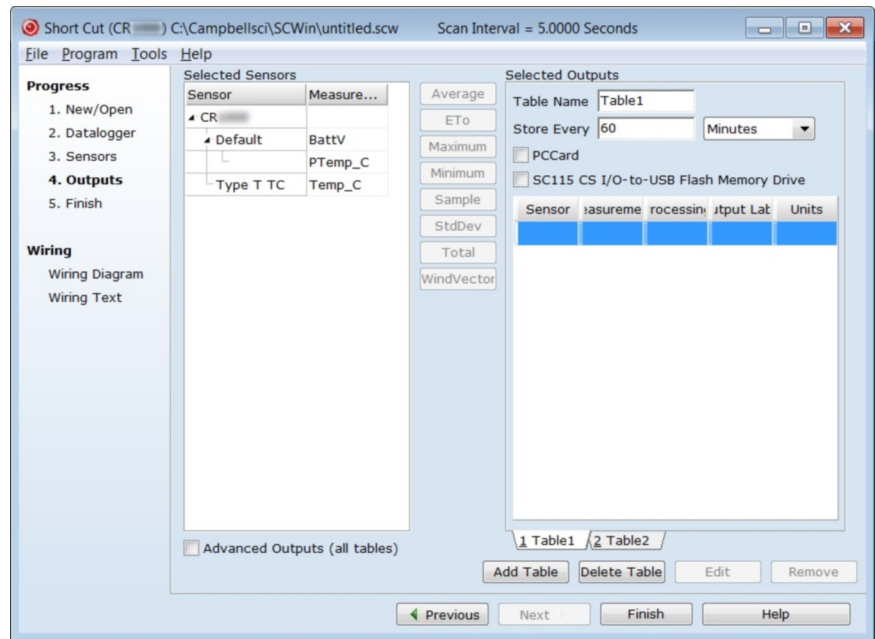 Short Cut (CR ) C:\Campbellsci\SCWin\untitled.scw Scan Interval = 5.0000 Seconds
File Program Tools Help
Progress
1. New/Open
2. Datalogger
3. Sensors
4. Outputs
5. Finish
Wiring
Wiring Diagram
Wiring Text
Selected Sensors
Sensor Measure...
CR
Default BattV
PTemp_C
Type T TC Temp_C
Advanced Outputs (all tables)
Average
ETo
Maximum
Minimum
Sample
StdDev
Total
WindVector
Selected Outputs
Table Name Table1
Store Every 60 Minutes
PCCard
SC115 CS I/O-to-USB Flash Memory Drive
Sensor easureme rocessing utput Lab Units
1 Table1 2 Table2
Add Table Delete Table Edit Remove
Previous Next Finish Help